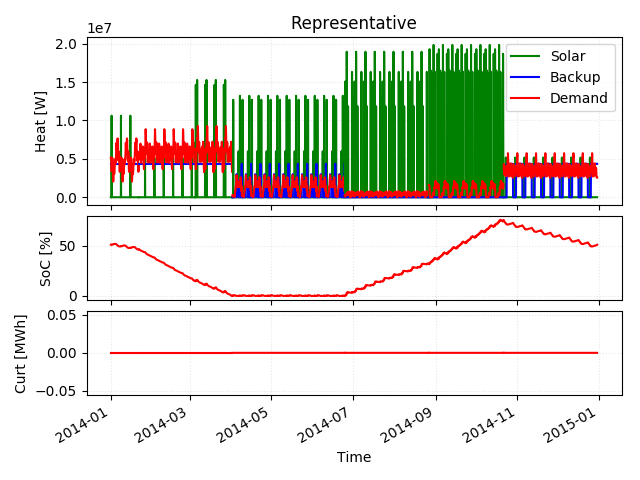 Representative
1e7
Heat [W]
2.0
1.5
1.0
0.5
0.0
Solar
Backup
Demand
SoC [%]
50
0
Curt [MWh]
0.05
0.00
−0.05
2014-01
2014-03
2014-05
2014-07
2014-09
2014-11
2015-01
Time